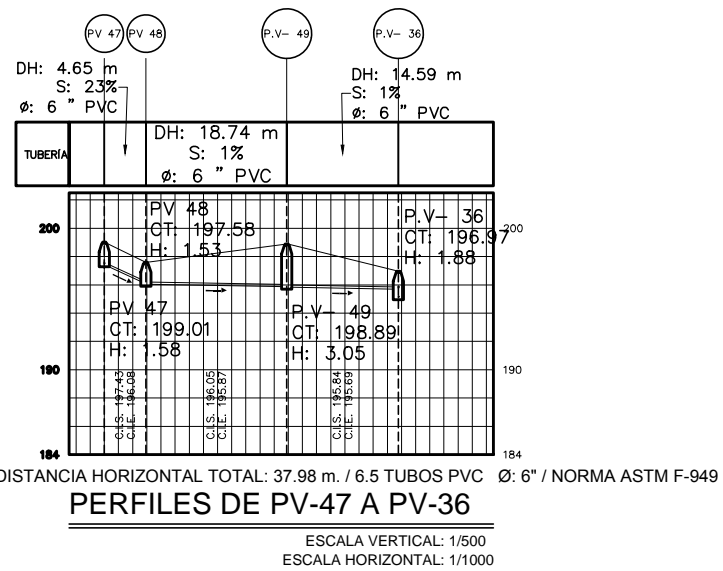 PV 47
PV 48
P.V- 49
P.V- 36
DH: 4.65 m
S: 23%
ø: 6 " PVC
DH: 14.59 m
S: 1%
ø: 6 " PVC
TUBERÍA
DH: 18.74 m
S: 1%
ø: 6 " PVC
200
PV 48
CT: 197.58
H: 1.53
P.V- 36
CT: 196.97
H: 1.88
200
PV 47
CT: 199.01
H: 1.58
P.V- 49
CT: 198.89
H: 3.05
190
190
C.I.S. 197.43
C.I.E. 196.08
C.I.S. 196.05
C.I.E. 195.87
C.I.S. 195.84
C.I.E. 195.69
184
184
DISTANCIA HORIZONTAL TOTAL: 37.98 m. / 6.5 TUBOS PVC Ø: 6" / NORMA ASTM F-949
PERFILES DE PV-47 A PV-36
ESCALA VERTICAL: 1/500
ESCALA HORIZONTAL: 1/1000